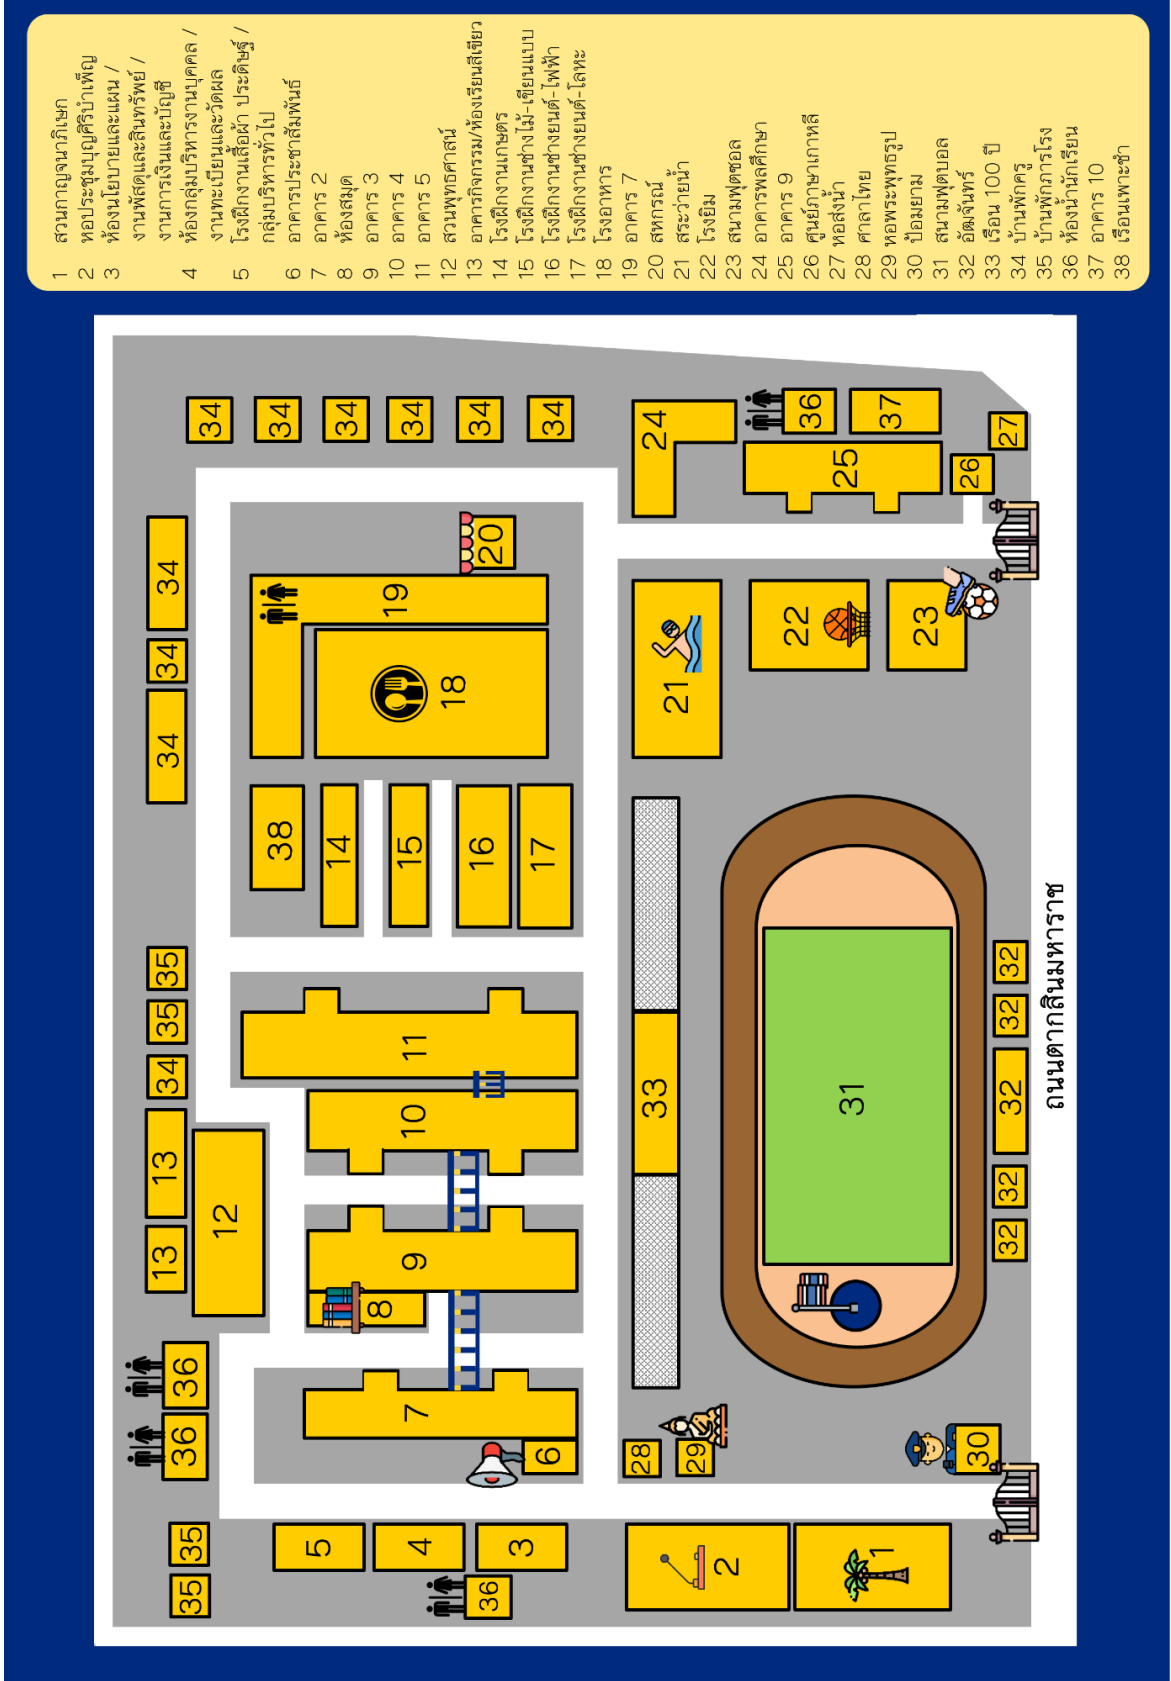 35 35 36 36 13 13 34 35 35 34 34 34
12 34
5 38 34
14 34
8
4 7 9 10 11 15 18 19 34
36 3 16 20 34
6 17 34
28 33 24
29 21
2
22 36
31 25
1 23 37
30 26
32 32 32 32 32 27
ถนนตากสินมหาราช
1 สวนกาญจนาภิเษก
2 หอประชุมบุญศิริบำเพ็ญ
3 ห้องนโยบายและแผน /
งานพัสดุและสินทรัพย์ /
งานการเงินและบัญชี
4 ห้องกลุ่มบริหารงานบุคคล /
งานทะเบียนและวัดผล
5 โรงฝึกงานเสื้อผ้า ประดิษฐ์ /
กลุ่มบริหารทั่วไป
6 อาคารประชาสัมพันธ์
7 อาคาร 2
8 ห้องสมุด
9 อาคาร 3
10 อาคาร 4
11 อาคาร 5
12 สวนพุทธศาสน์
13 อาคารกิจกรรม/ห้องเรียนสีเขียว
14 โรงฝึกงานเกษตร
15 โรงฝึกงานช่างไม้-เขียนแบบ
16 โรงฝึกงานช่างยนต์-ไฟฟ้า
17 โรงฝึกงานช่างยนต์-โลหะ
18 โรงอาหาร
19 อาคาร 7
20 สหกรณ์
21 สระว่ายน้ำ
22 โรงยิม
23 สนามฟุตซอล
24 อาคารพลศึกษา
25 อาคาร 9
26 ศูนย์ภาษาเกาหลี
27 หอส่งน้ำ
28 ศาลาไทย
29 หอพระพุทธรูป
30 ป้อมยาม
31 สนามฟุตบอล
32 อัฒจันทร์
33 เรือน 100 ปี
34 บ้านพักครู
35 บ้านพักภารโรง
36 ห้องน้ำนักเรียน
37 อาคาร 10
38 เรือนเพาะชำ